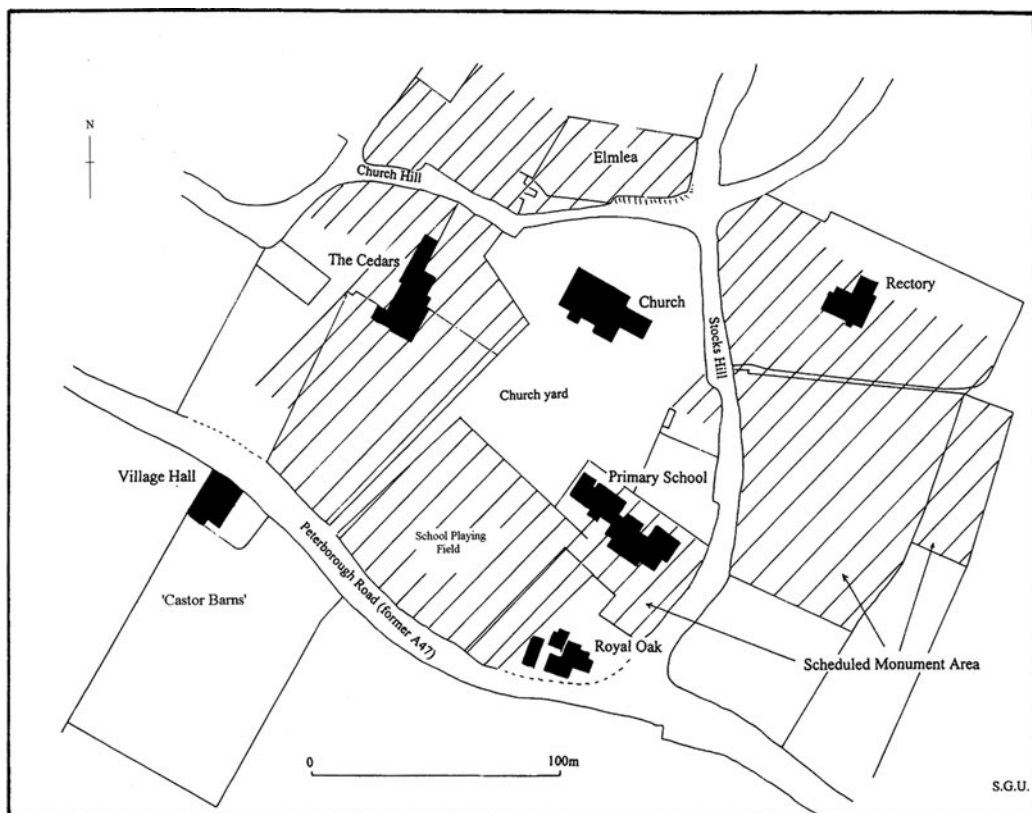 N
Elmlea
Church Hill
The Cedars
Rectory
Church
Stocks Hill
Church yard
Village Hall
Primary School
School Playing
Field
Peterborough Road (former A47)
'Castor Barns'
Royal Oak
Scheduled Monument Area
0
100m
S.G.U.